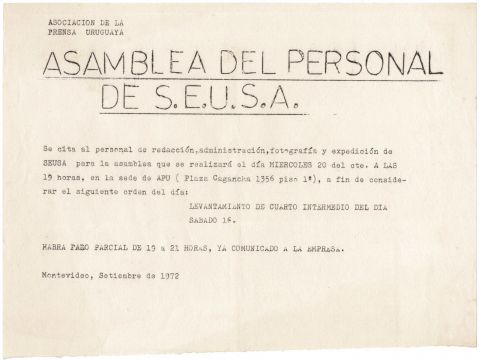 ASOCIACION DE LA
PRENSA URUGUAYA
ASAMBLEA DEL PERSONAL
DE S.E.U.S.A.
Se cita al personal de redacción,administración,fotografía y expedición de
SEUSA para la asamblea que se realizará el día MIERCOLES 20 del cte. A LAS
19 horas, en la sede de APU ( Plaza Cagancha 1356 piso 1º), a fin de conside-
rar el siguiente orden del día:
LEVANTAMIENTO DE CUARTO INTERMEDIO DEL DIA
SABADO 16.
HABRA PARO PARCIAL DE 19 a 21 HORAS, YA COMUNICADO A LA EMPRESA.
Montevideo, Setiembre de 1972